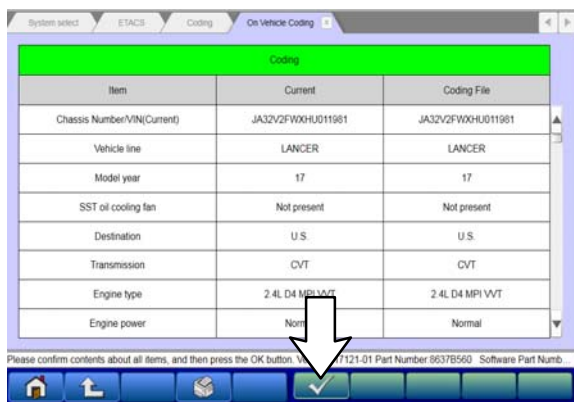 System select ETACS Coding On Vehicle Coding x
Coding
Item Current Coding File
Chassis Number/VIN(Current) JA32V2FWXHU011981 JA32V2FWXHU011981
Vehicle line LANCER LANCER
Model year 17 17
SST oil cooling fan Not present Not present
Destination U.S. U.S.
Transmission CVT CVT
Engine type 2.4L D4 MPI VVT 2.4L D4 MPI VVT
Engine power Normal
Please confirm contents about all items, and then press the OK button. 17121-01 Part Number:8637B560 Software Part Numb...